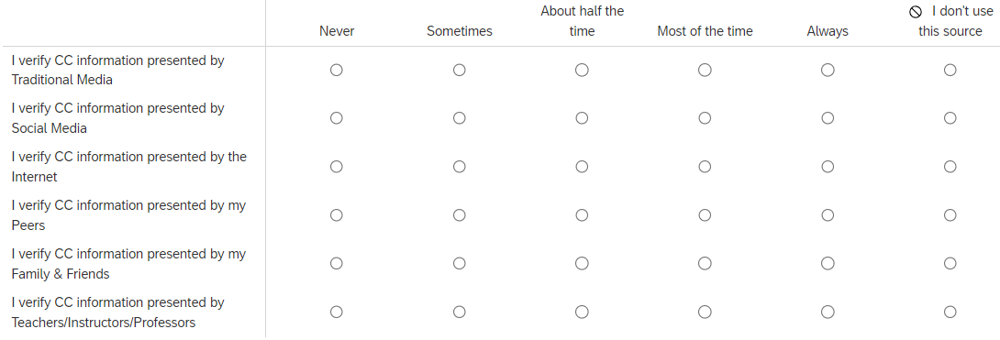 About half the
I don't use
Never
Sometimes
time
Most of the time
Always
this source
I verify CC information presented by
Traditional Media
I verify CC information presented by
Social Media
I verify CC information presented by the
Internet
I verify CC information presented by my
Peers
I verify CC information presented by my
Family & Friends
I verify CC information presented by
Teachers/Instructors/Professors